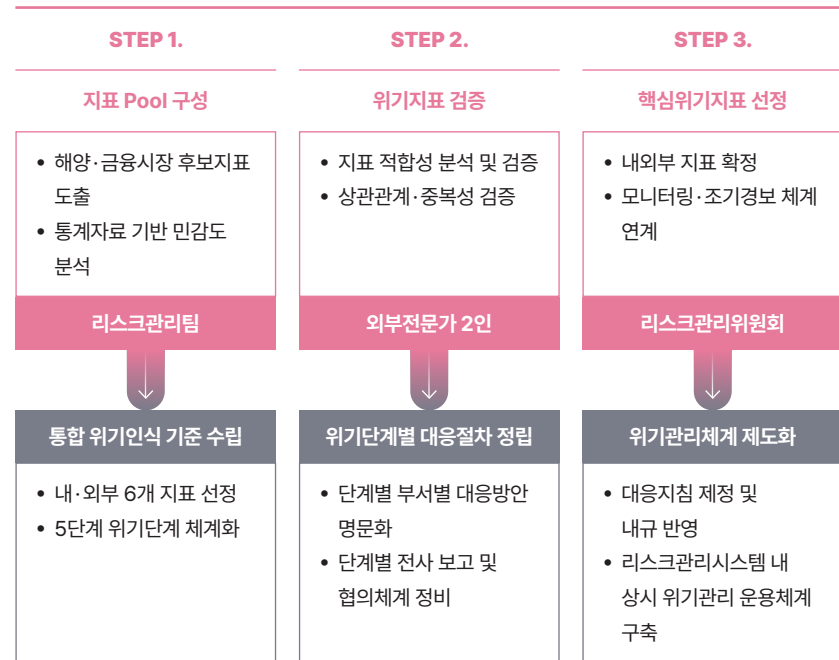 STEP 1.
지표 Pool 구성
• 해양·금융시장 후보지표
도출
• 통계자료 기반 민감도
분석
리스크관리팀
통합 위기인식 기준 수립
• 내·외부 6개 지표 선정
• 5단계 위기단계 체계화
STEP 2.
위기지표 검증
• 지표 적합성 분석 및 검증
• 상관관계·중복성 검증
외부전문가 2인
위기단계별 대응절차 정립
• 단계별 부서별 대응방안
명문화
• 단계별 전사 보고 및
협의체계 정비
STEP 3.
핵심위기지표 선정
• 내외부 지표 확정
• 모니터링·조기경보 체계
연계
리스크관리위원회
위기관리체계 제도화
• 대응지침 제정 및
내규 반영
• 리스크관리시스템 내
상시 위기관리 운용체계
구축